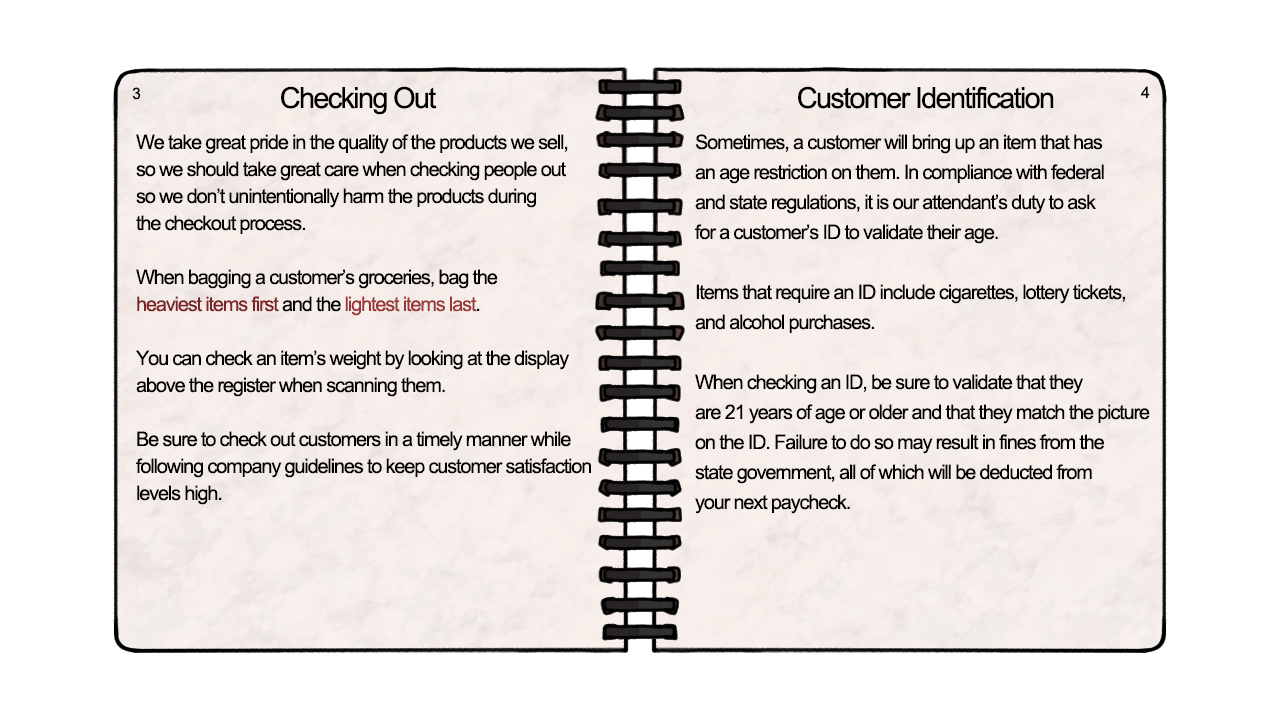 3
Checking Out
We take great pride in the quality of the products we sell,
so we should take great care when checking people out
so we don't unintentionally harm the products during
the checkout process.
When bagging a customer's groceries, bag the
heaviest items first and the lightest items last.
You can check an item's weight by looking at the display
above the register when scanning them.
Be sure to check out customers in a timely manner while
following company guidelines to keep customer satisfaction
levels high.
Customer Identification
4
Sometimes, a customer will bring up an item that has
an age restriction on them. In compliance with federal
and state regulations, it is our attendant's duty to ask
for a customer's ID to validate their age.
Items that require an ID include cigarettes, lottery tickets,
and alcohol purchases.
When checking an ID, be sure to validate that they
are 21 years of age or older and that they match the picture
on the ID. Failure to do so may result in fines from the
state government, all of which will be deducted from
your next paycheck.